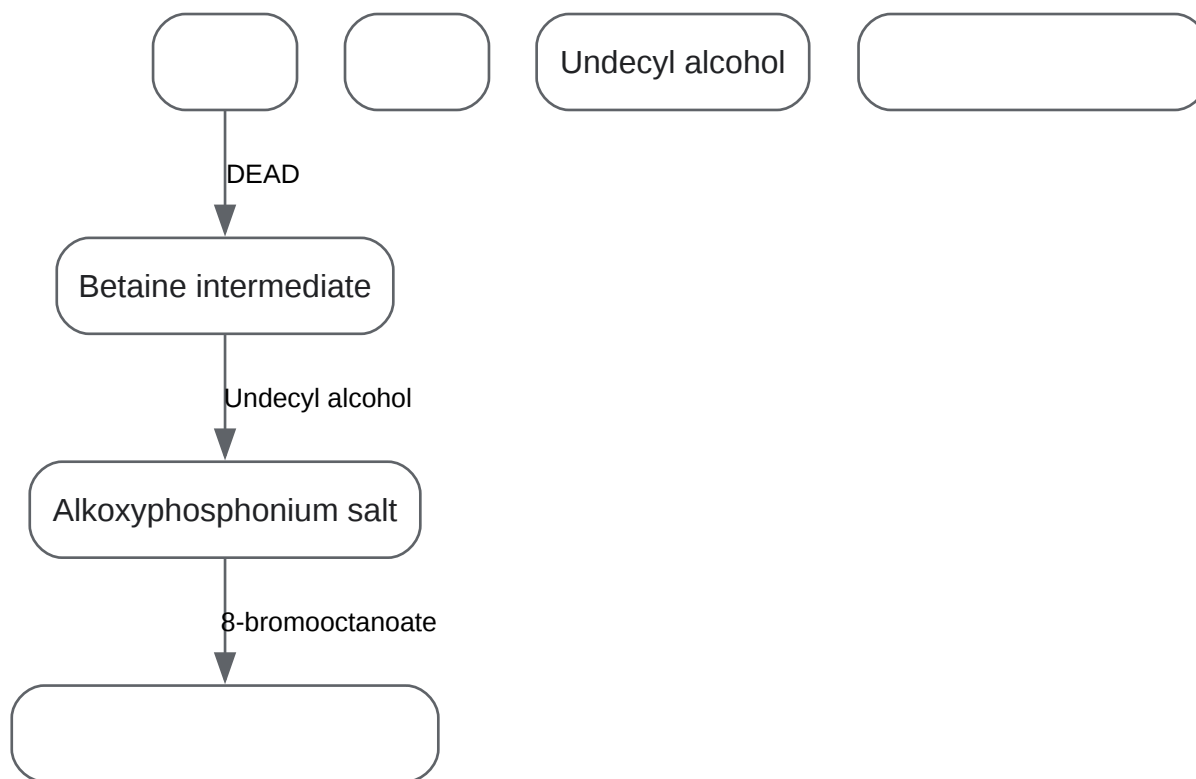 Undecyl alcohol
DEAD
Betaine intermediate
Undecyl alcohol
Alkoxyphosphonium salt
8-bromooctanoate